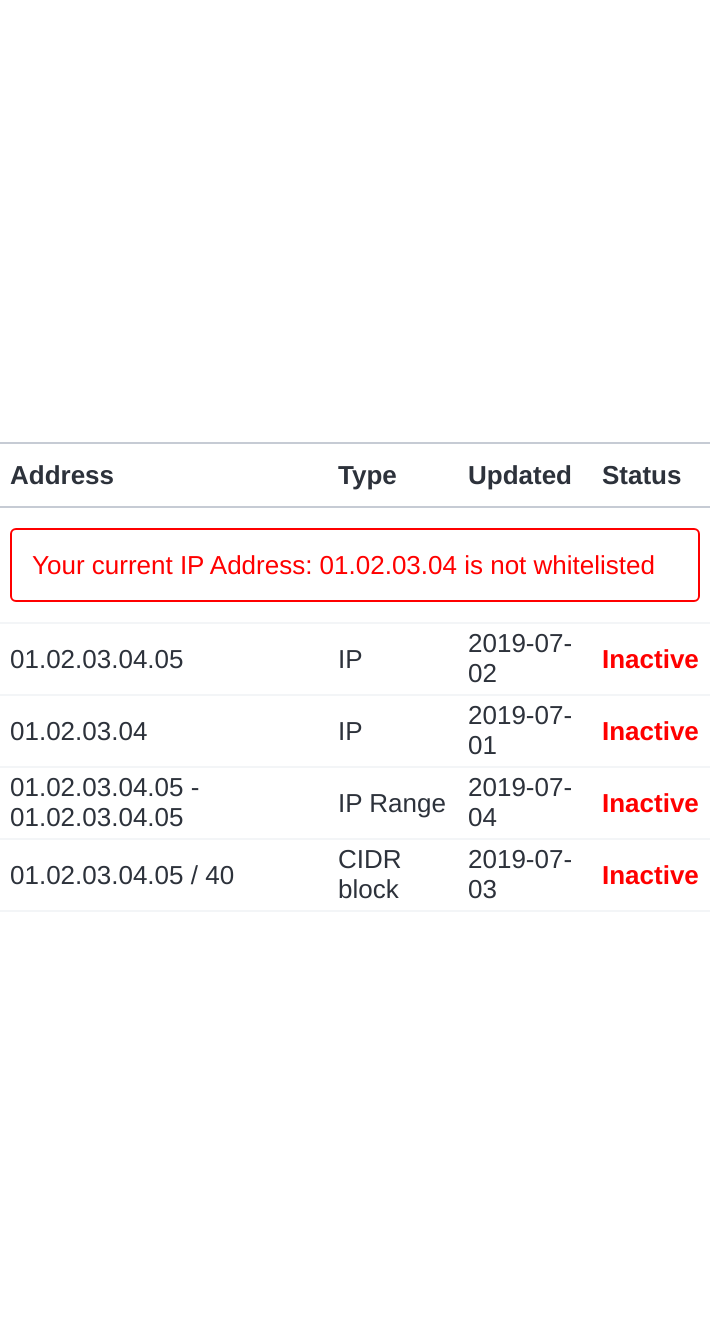 Address Type Updated Status
Your current IP Address: 01.02.03.04 is not whitelisted
01.02.03.04.05 IP 2019-07-
02 Inactive
01.02.03.04 IP 2019-07-
01 Inactive
01.02.03.04.05 -
01.02.03.04.05 IP Range 2019-07-
04 Inactive
01.02.03.04.05 / 40 CIDR
block 2019-07-
03 Inactive